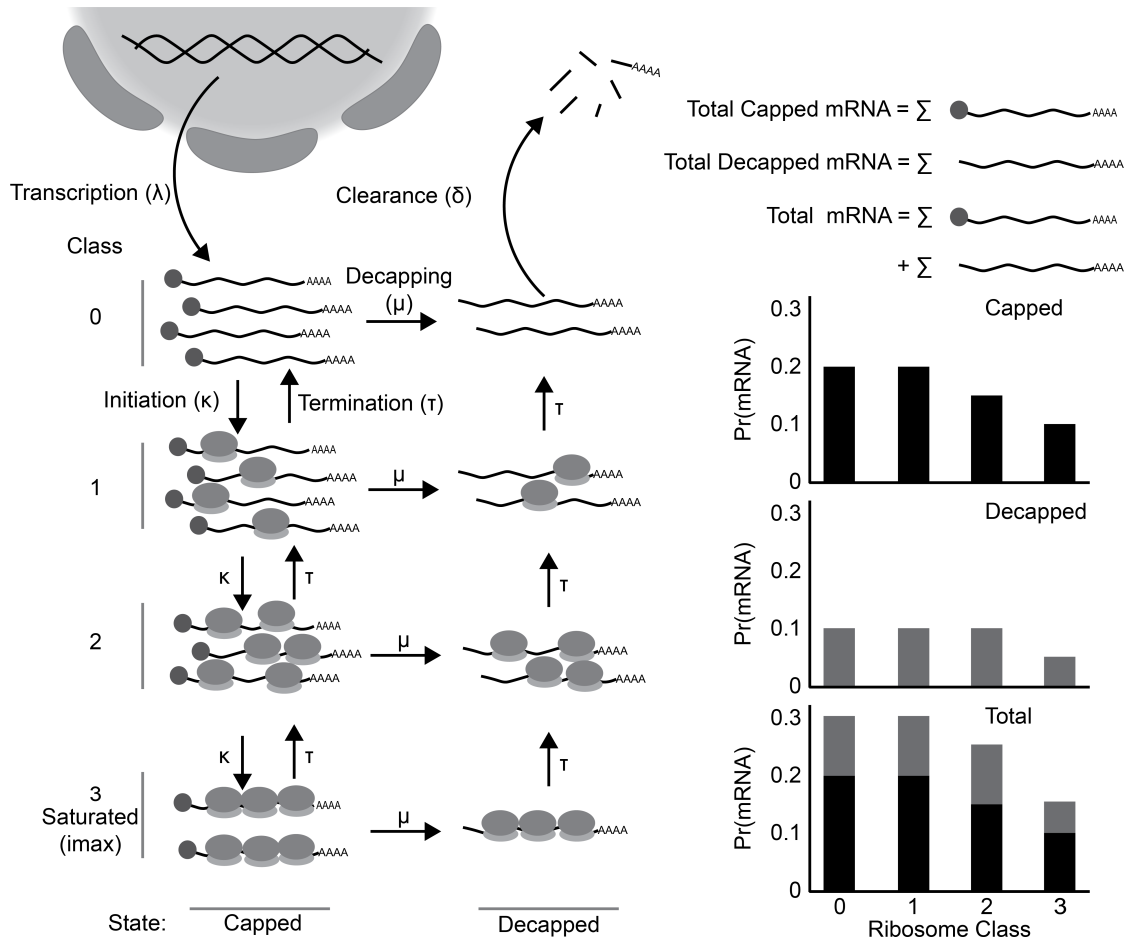 AAAA
Total Capped mRNA = ∑ AAAA
Total Decapped mRNA = ∑ AAAA
Total mRNA = ∑ AAAA
+ ∑ AAAA
Transcription (λ)
Clearance (δ)
Class
0
AAAA
AAAA
AAAA
AAAA
Decapping
(μ)
AAAA
AAAA
Initiation (κ)
Termination (τ)
τ
1
AAAA
AAAA
AAAA
AAAA
μ
AAAA
AAAA
κ
τ
τ
2
AAAA
AAAA
AAAA
μ
AAAA
AAAA
κ
τ
τ
3
Saturated
(imax)
AAAA
AAAA
μ
AAAA
State:
Capped
Decapped
Capped
Pr(mRNA)
0.3
0.2
0.1
0
Decapped
Pr(mRNA)
0.3
0.2
0.1
0
Total
Pr(mRNA)
0.3
0.2
0.1
0
0 1 2 3
Ribosome Class